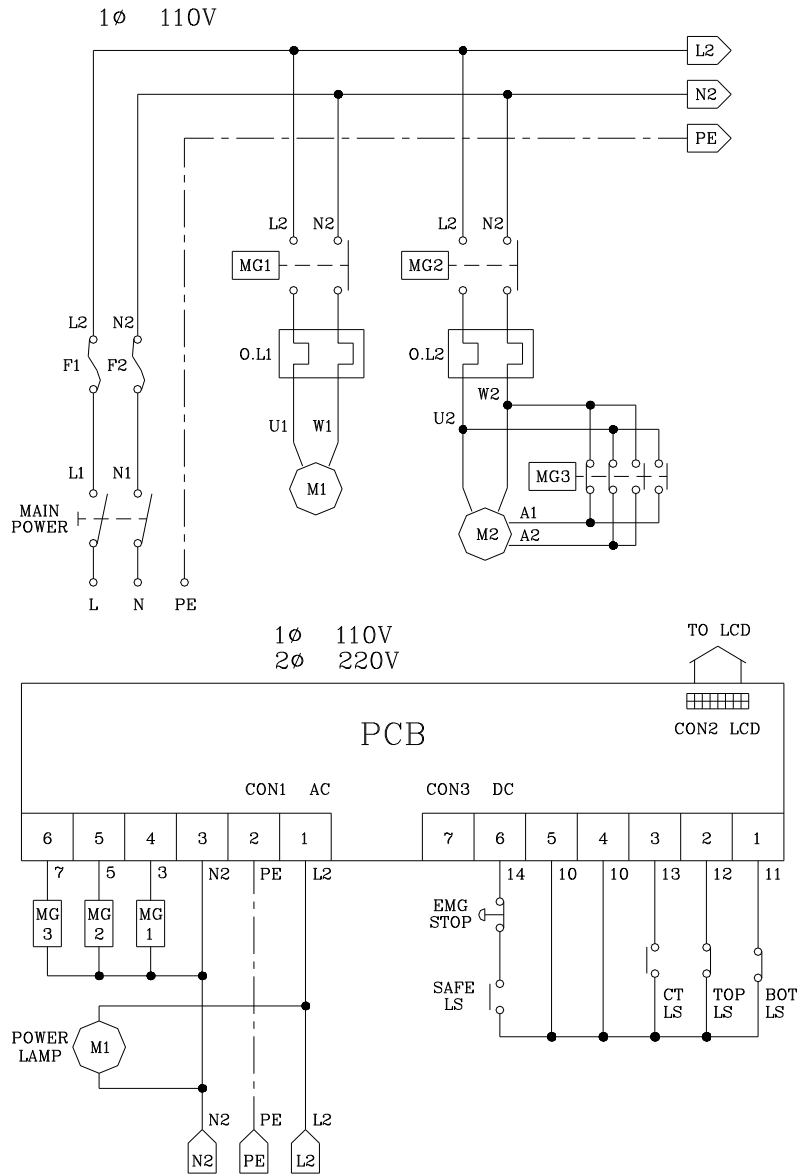 1ø 110V
L2
N2
PE
L2 N2 L2 N2
MG1 MG2
L2 N2
F1 F2
O.L1 O.L2
W2
U2
U1 W1
L1 N1
MG3
M1
MAIN
POWER
A1
M2
A2
L N PE
1ø 110V
2ø 220V
TO LCD
PCB
CON2 LCD
CON1 AC
CON3 DC
6 5 4 3 2 1
7 6 5 4 3 2 1
7 5 3 N2 PE L2
14 10 10 13 12 11
MG
3
MG
2
MG
1
EMG
STOP
SAFE
LS
CT
LS
TOP
LS
BOT
LS
POWER
LAMP
M1
N2 PE L2
N2 PE L2